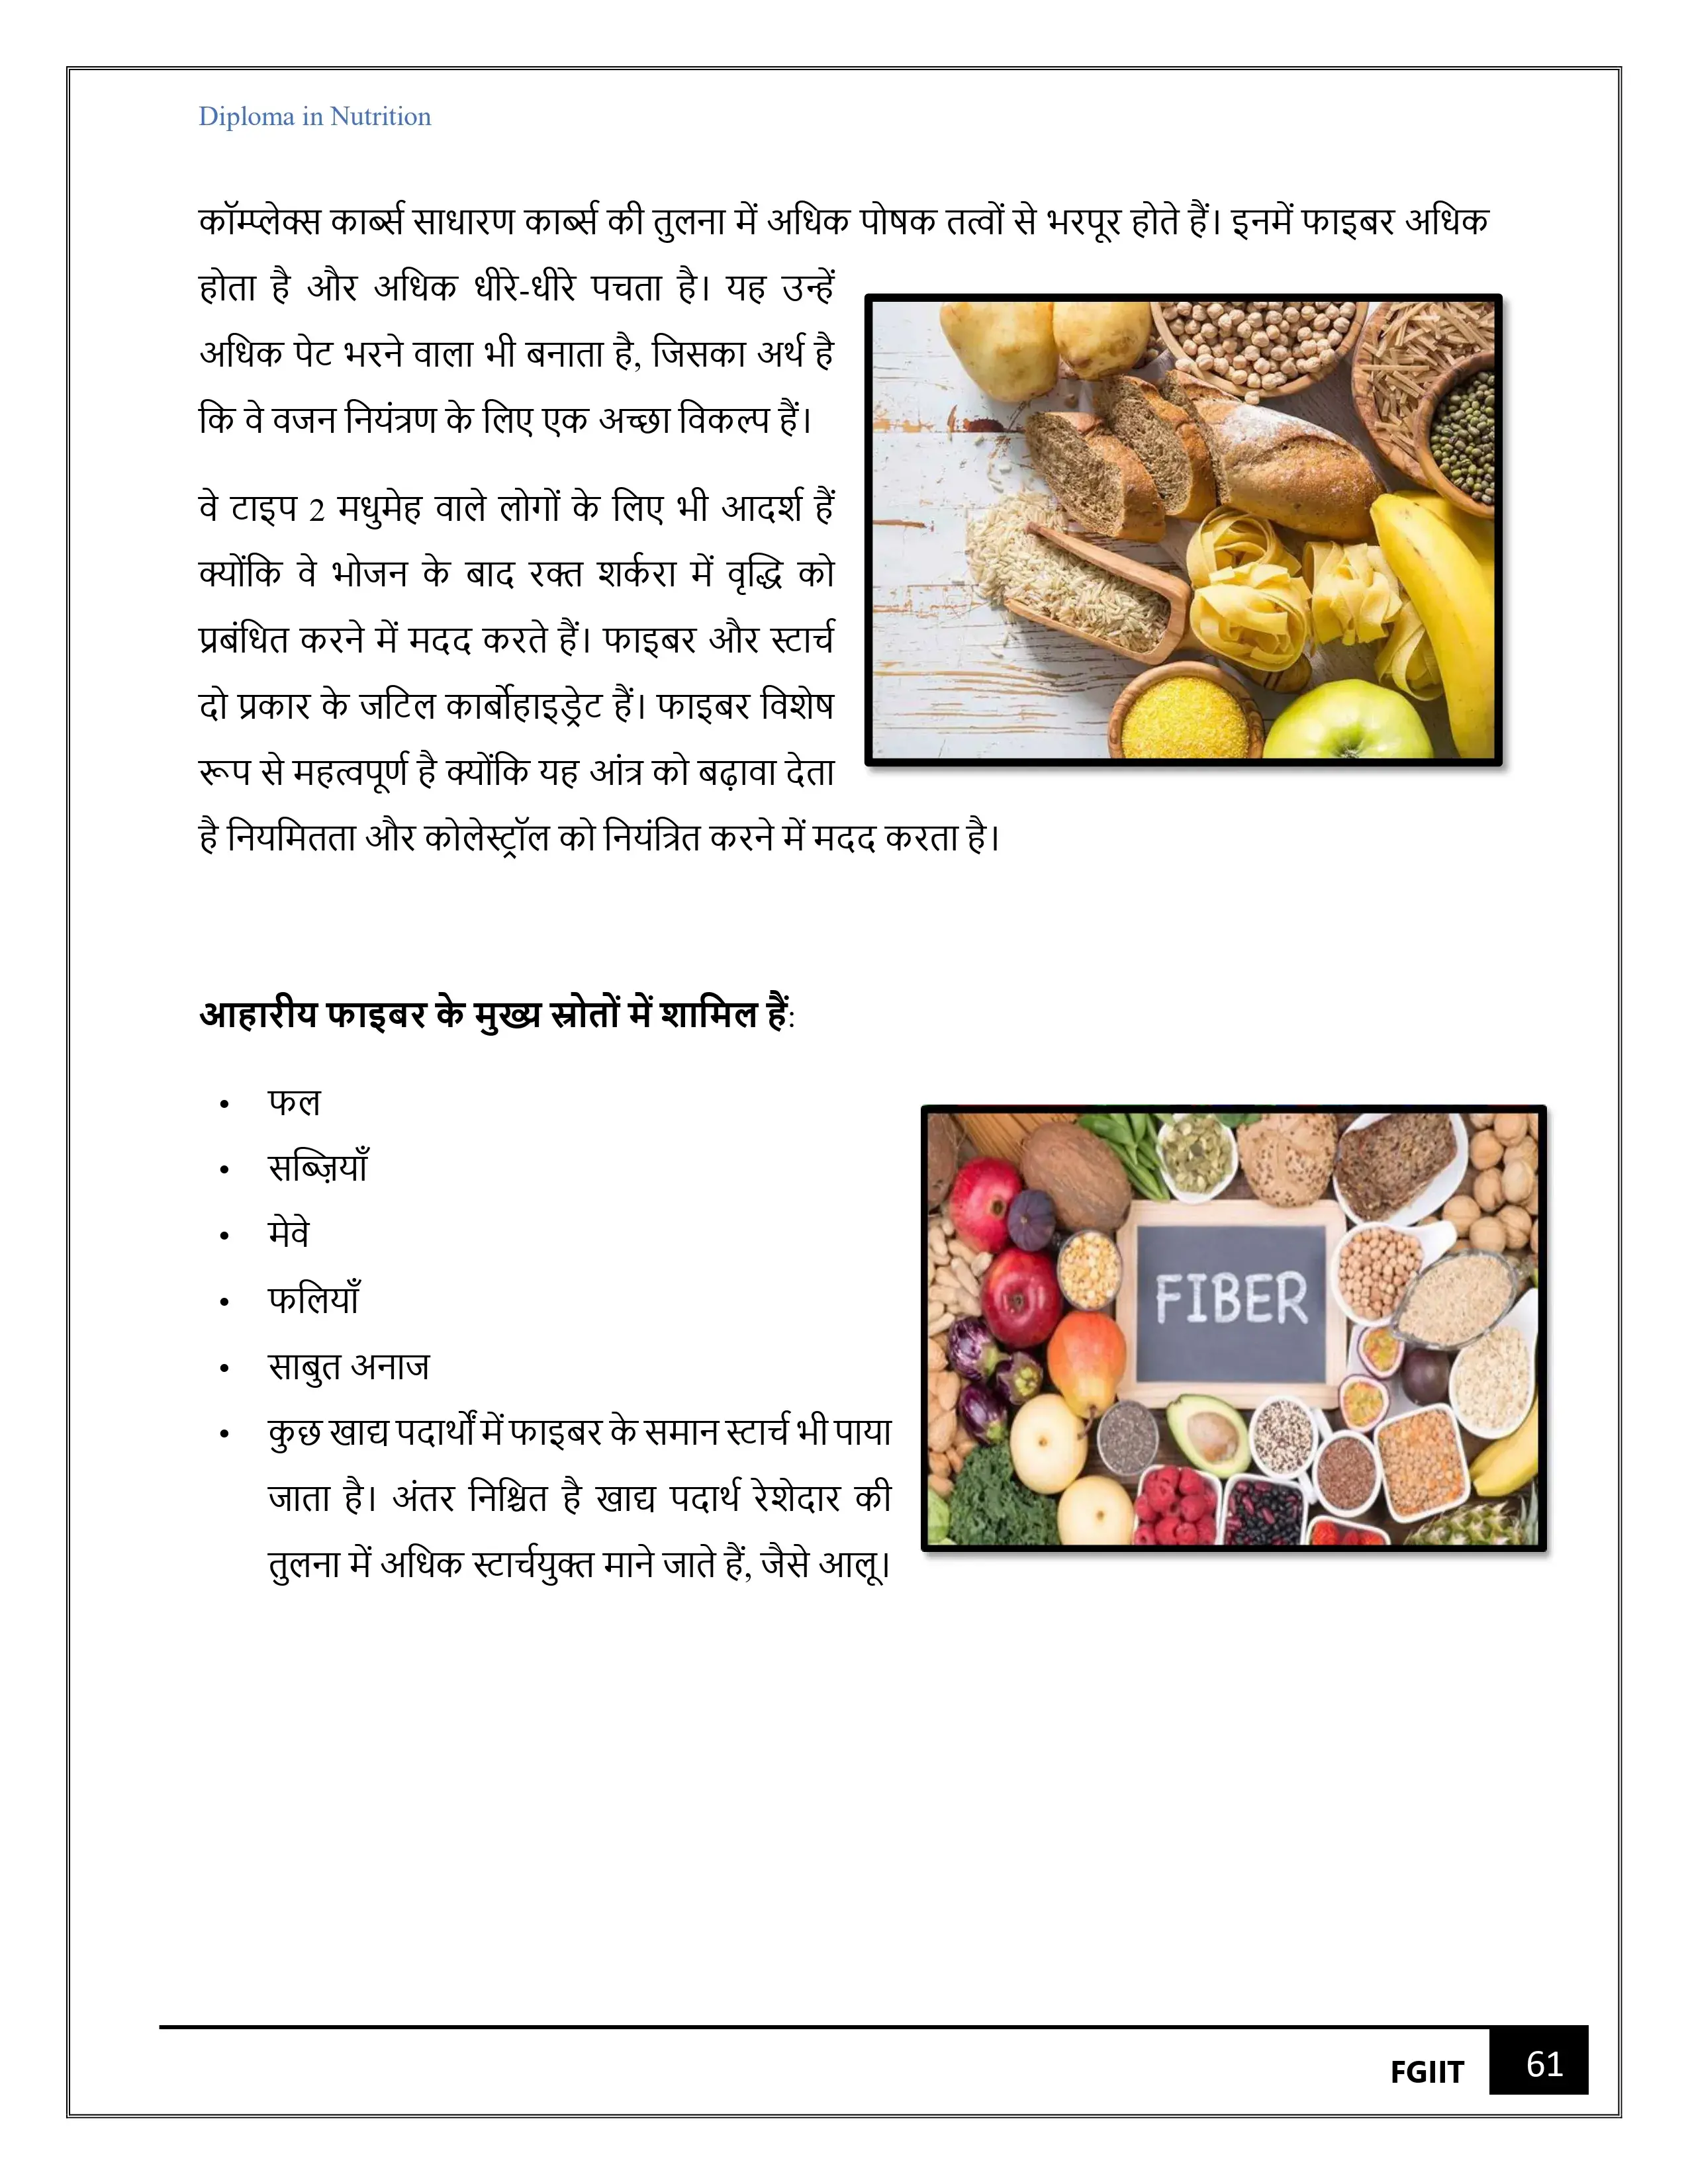 Diploma in Nutrition
कॉम्प्लेक्स कार्ब्स साधारण कार्ब्स की तुलना में अधिक पोषक तत्वों से भरपूर होते हैं। इनमें फाइबर अधिक
होता है और अधिक धीरे-धीरे पचता है। यह उन्हें
अधिक पेट भरने वाला भी बनाता है, जिसका अर्थ है
कि वे वजन नियंत्रण के लिए एक अच्छा विकल्प हैं।
वे टाइप 2 मधुमेह वाले लोगों के लिए भी आदर्श हैं
क्योंकि वे भोजन के बाद रक्त शर्करा में वृद्धि को
प्रबंधित करने में मदद करते हैं। फाइबर और स्टार्च
दो प्रकार के जटिल कार्बोहाइड्रेट हैं। फाइबर विशेष
रूप से महत्वपूर्ण है क्योंकि यह आंत्र को बढ़ावा देता
है नियमितता और कोलेस्ट्रॉल को नियंत्रित करने में मदद करता है।
आहारीय फाइबर के मुख्य स्रोतों में शामिल हैं:
• फल
• सब्ज़ियाँ
• मेवे
• फलियाँ
• साबुत अनाज
• कुछ खाद्य पदार्थों में फाइबर के समान स्टार्च भी पाया
जाता है। अंतर निश्चित है खाद्य पदार्थ रेशेदार की
तुलना में अधिक स्टार्चयुक्त माने जाते हैं, जैसे आलू।
FIBER
FGIIT 61